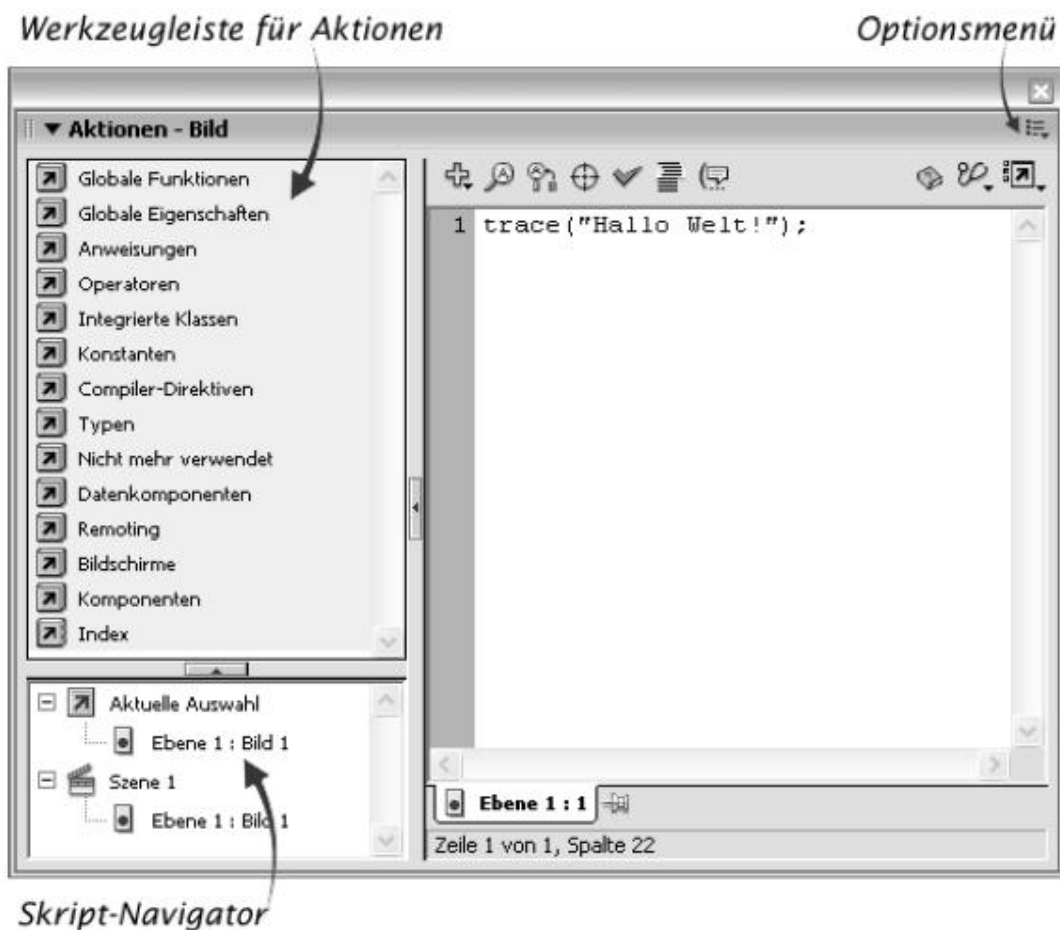 Werkzeugleiste für Aktionen
Optionsmenü
Aktionen - Bild
Globale Funktionen
Globale Eigenschaften
Anweisungen
Operatoren
Integrierte Klassen
Konstanten
Compiler-Direktiven
Typen
Nicht mehr verwendet
Datenkomponenten
Remoting
Bildschirme
Komponenten
Index
Aktuelle Auswahl
Ebene 1 : Bild 1
Szene 1
Ebene 1 : Bild 1
1 trace("Hallo Welt!");
Ebene 1 : 1
Zeile 1 von 1, Spalte 22
Skript-Navigator